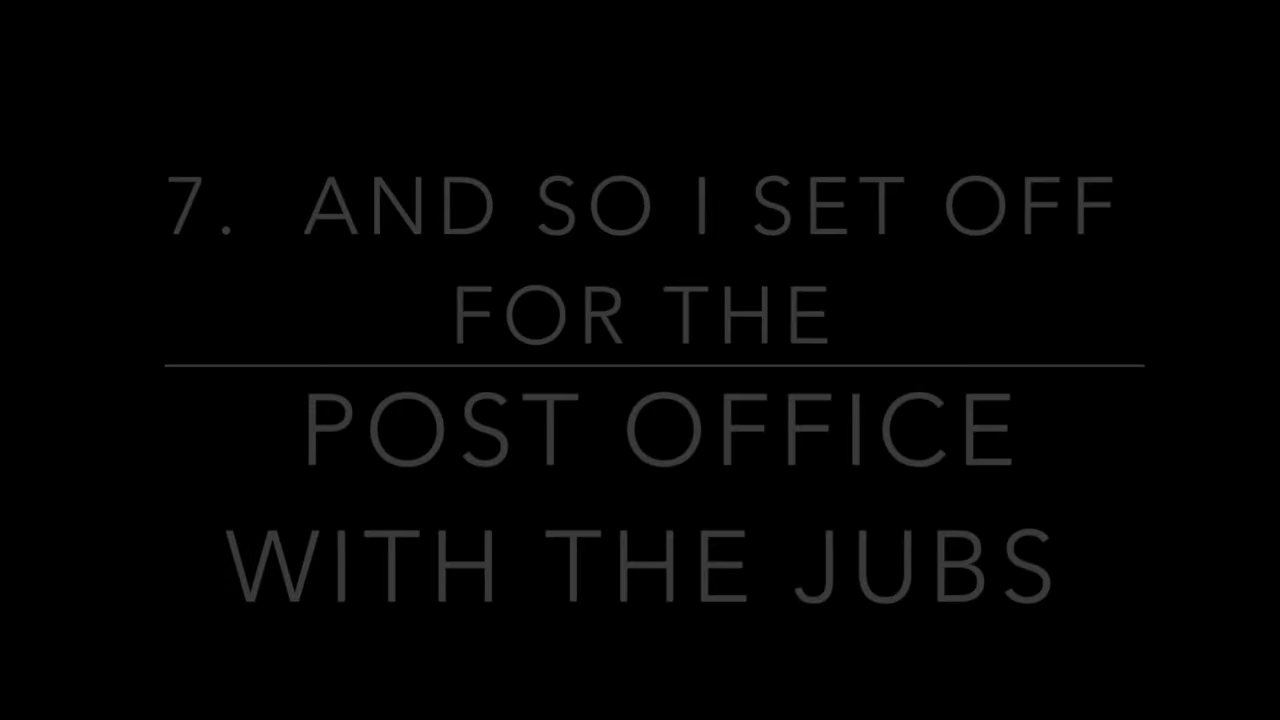 7. AND SO I SET OFF
FOR THE
POST OFFICE
WITH THE JUBS